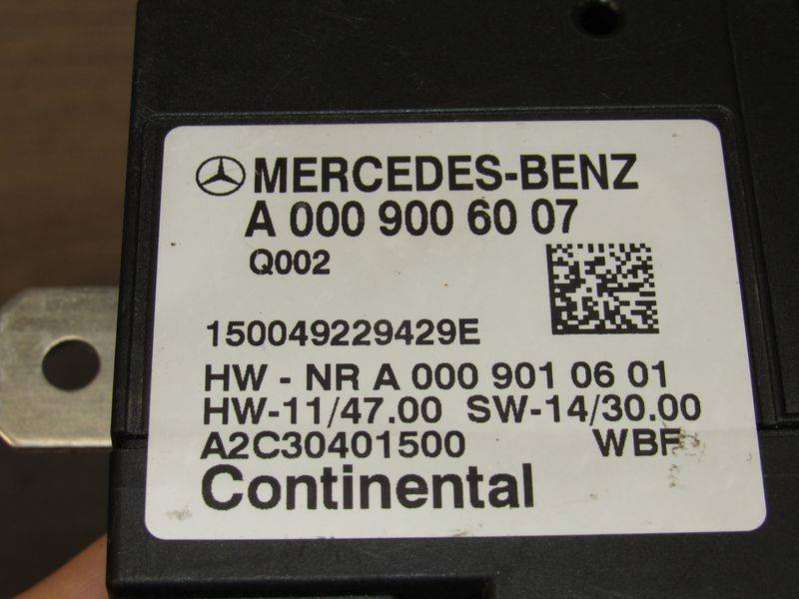 MERCEDES-BENZ
A 000 900 60 07
Q002
150049229429E
HW - NR A 000 901 06 01
HW-11/47.00 SW-14/30.00
A2C30401500 WBF
Continental